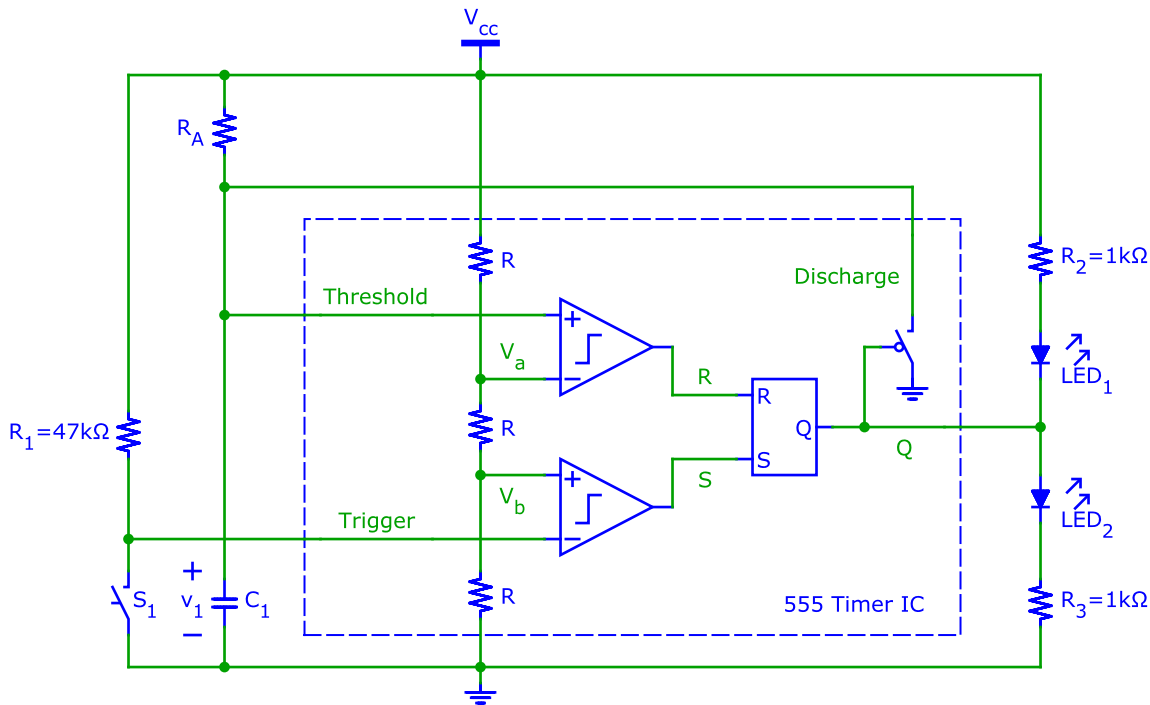 Vcc
RA
R
R2=1kΩ
Discharge
Threshold
+
Va
−
LED1
R
R
R1=47kΩ
R
Q
Q
S
+
S
Vb
Trigger
−
LED2
+
S1
v1
C1
−
R
555 Timer IC
R3=1kΩ